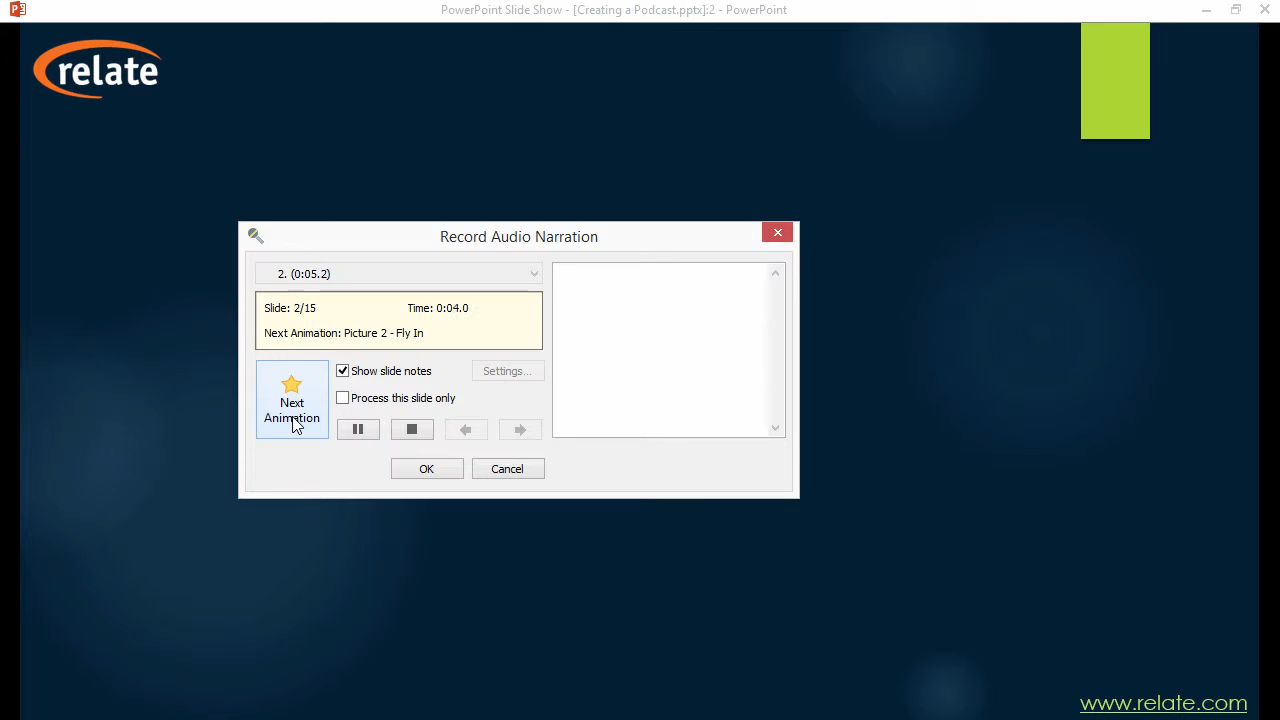 PowerPoint Slide Show - [Creating a Podcast.pptx]:2 - PowerPoint
relate
Record Audio Narration
2. (0:05.2)
Slide: 2/15 Time: 0:04.0
Next Animation: Picture 2 - Fly In
Next
Animation
Show slide notes
Settings...
Process this slide only
OK
Cancel
www.relate.com